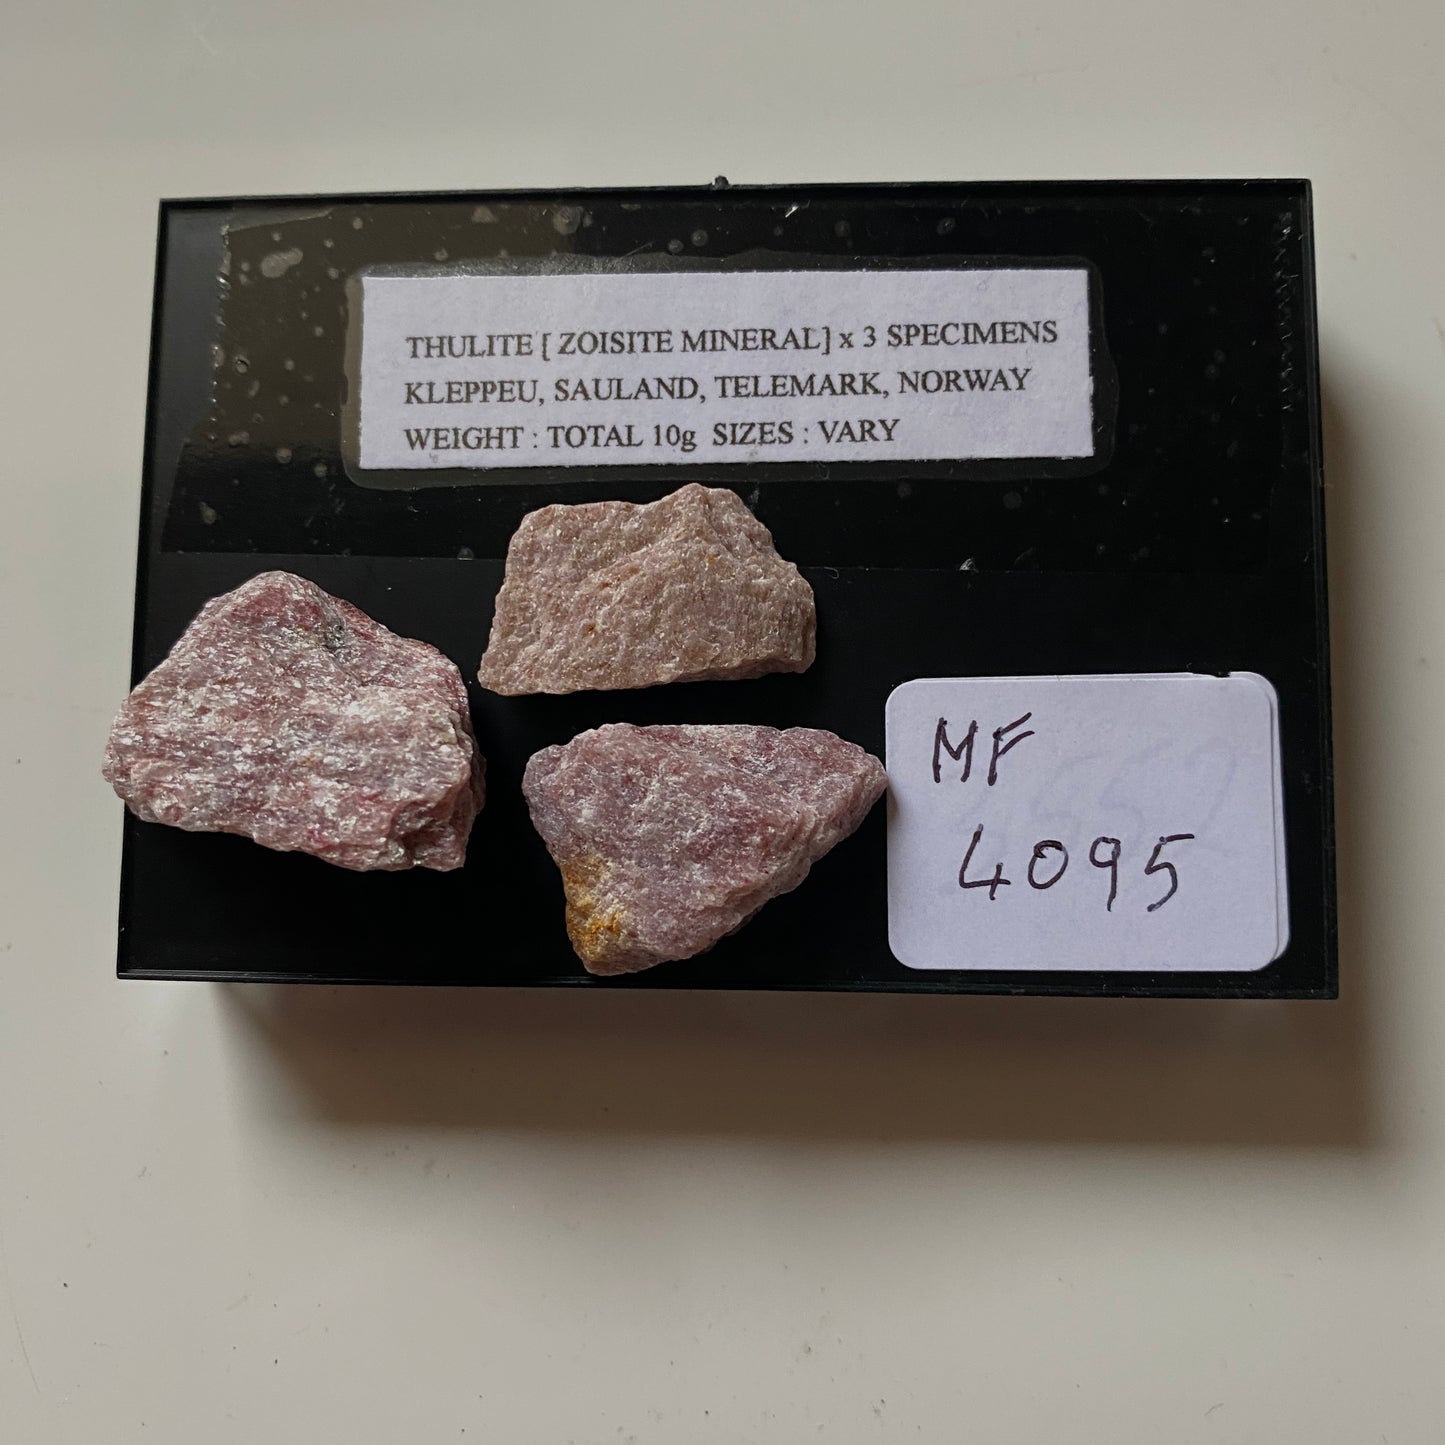 THULITE [ ZOISITE MINERAL] x 3 SPECIMENS
KLEPPEU, SAULAND, TELEMARK, NORWAY
WEIGHT : TOTAL 10g SIZES : VARY
MF
4095